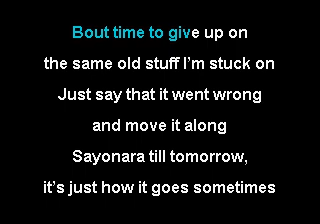 Bout time to give up on
the same old stuff I'm stuck on
Just say that it went wrong
and move it along
Sayonara till tomorrow,
it's just how it goes sometimes